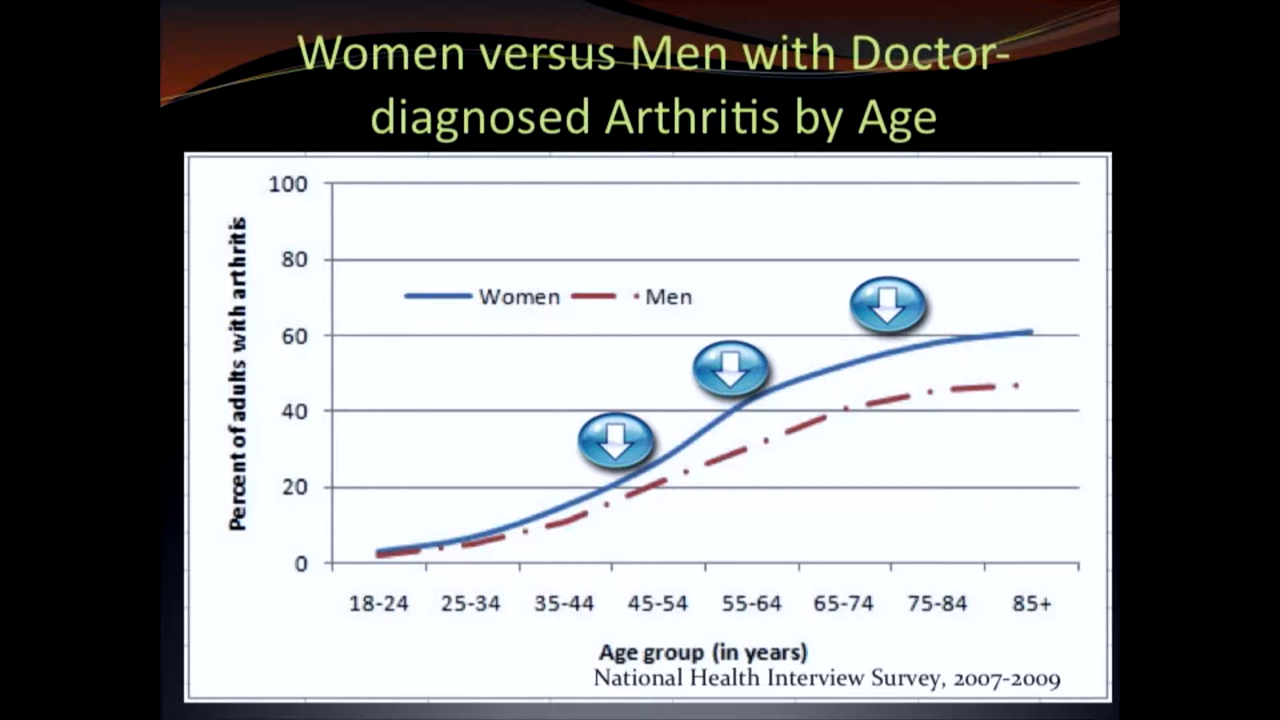 Women versus Men with Doctor-
diagnosed Arthritis by Age
Percent of adults with arthritis
100
80
60
40
20
0
Women Men
18-24 25-34 35-44 45-54 55-64 65-74 75-84 85+
Age group (in years)
National Health Interview Survey, 2007-2009